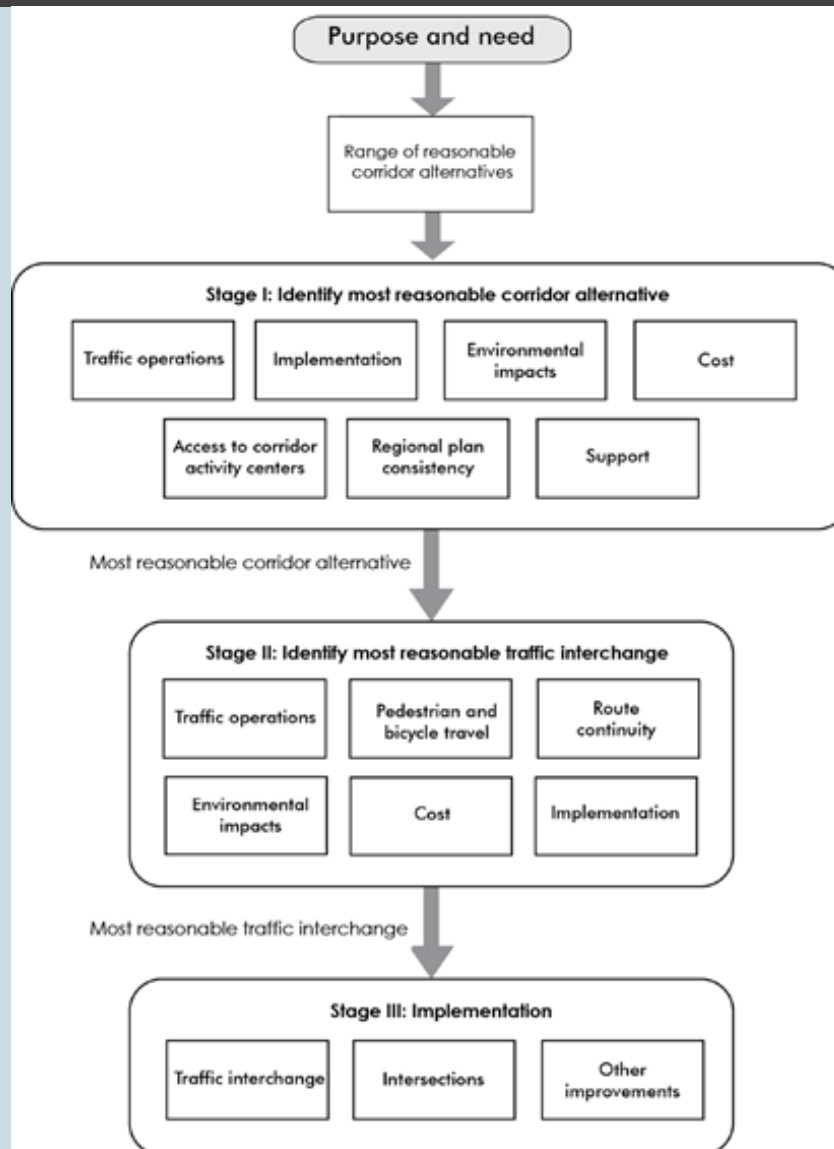 Purpose and need
Range of reasonable
corridor alternatives
Stage I: Identify most reasonable corridor alternative
Traffic operations
Implementation
Environmental
impacts
Cost
Access to corridor
activity centers
Regional plan
consistency
Support
Most reasonable corridor alternative
Stage II: Identify most reasonable traffic interchange
Traffic operations
Pedestrian and
bicycle travel
Route
continuity
Environmental
impacts
Cost
Implementation
Most reasonable traffic interchange
Stage III: Implementation
Traffic interchange
Intersections
Other
improvements